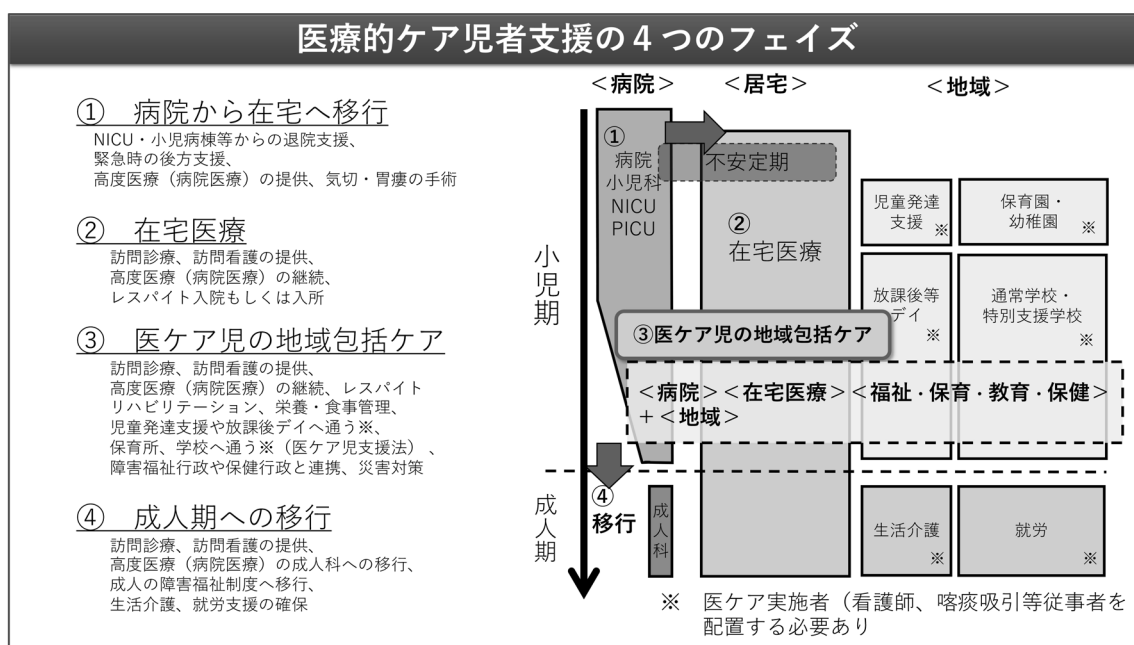 医療的ケア児者支援の4つのフェイズ
① 病院から在宅へ移行
NICU・小児病棟等からの退院支援、
緊急時の後方支援、
高度医療（病院医療）の提供、気切・胃瘻の手術
② 在宅医療
訪問診療、訪問看護の提供、
高度医療（病院医療）の継続、
レスパイト入院もしくは入所
③ 医ケア児の地域包括ケア
訪問診療、訪問看護の提供、
高度医療（病院医療）の継続、レスパイト
リハビリテーション、栄養・食事管理、
児童発達支援や放課後デイへ通う※、
保育所、学校へ通う※（医ケア児支援法）、
障害福祉行政や保健行政と連携、災害対策
④ 成人期への移行
訪問診療、訪問看護の提供、
高度医療（病院医療）の成人科への移行、
成人の障害福祉制度へ移行、
生活介護、就労支援の確保
＜病院＞ ＜居宅＞ ＜地域＞
小児期
①
病院
小児科
NICU
PICU
不安定期
②
在宅医療
児童発達
支援 ※
保育園・
幼稚園 ※
放課後等
デイ
※
通常学校・
特別支援学校
※
③医ケア児の地域包括ケア
＜病院＞＜在宅医療＞＜福祉・保育・教育・保健＞
＋＜地域＞
成人期
④
移行
成人科
生活介護
※
就労
※
※ 医ケア実施者（看護師、喀痰吸引等従事者を
配置する必要あり